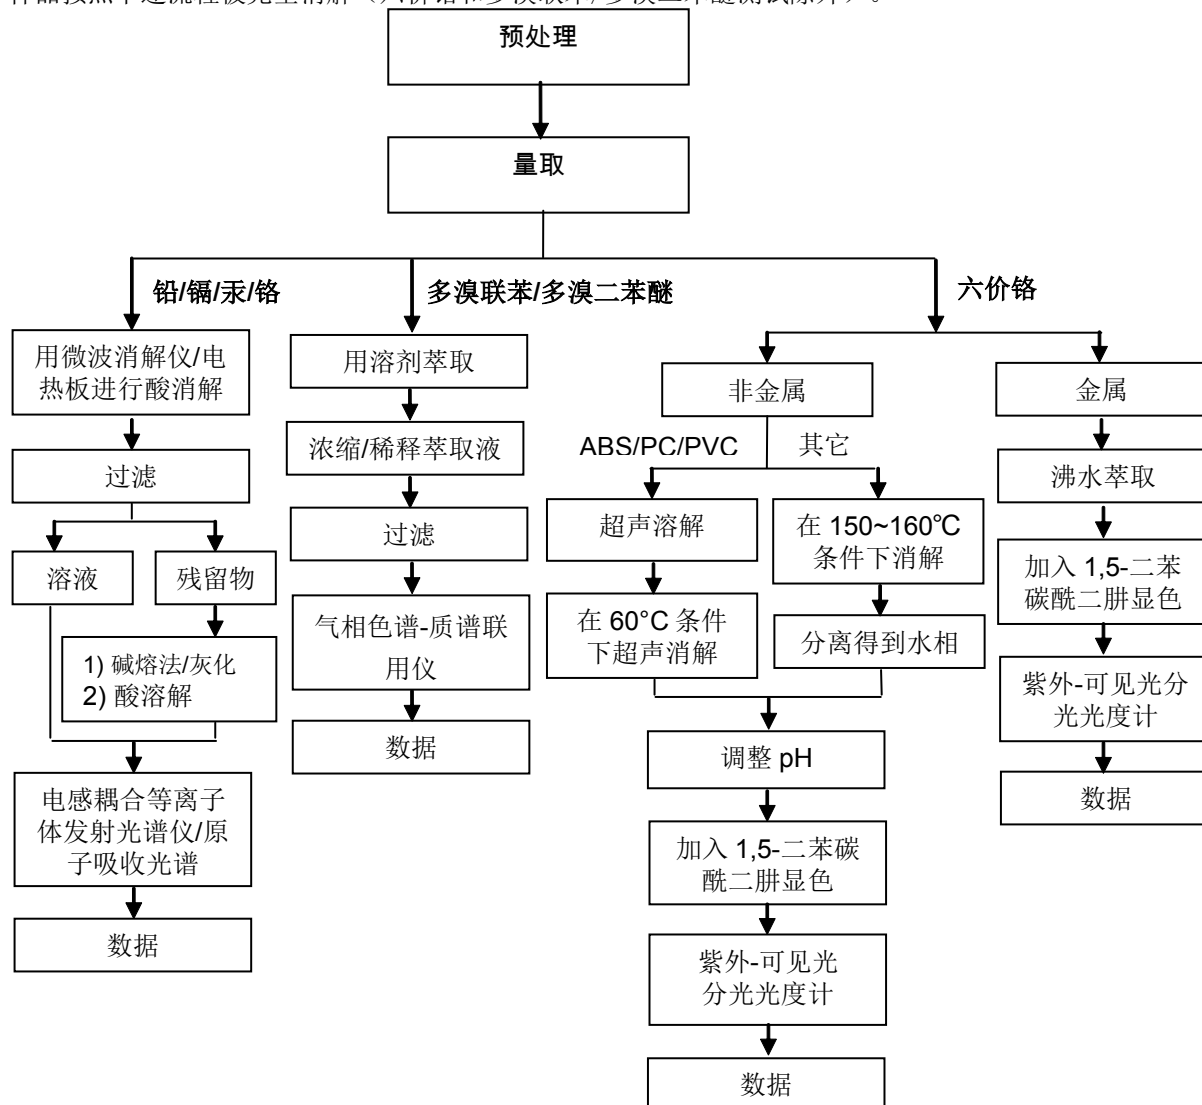 预处理
量取
铅/镉/汞/铬
多溴联苯/多溴二苯醚
六价铬
用微波消解仪/电
热板进行酸消解
过滤
溶液
残留物
1) 碱熔法/灰化
2) 酸溶解
电感耦合等离子
体发射光谱仪/原
子吸收光谱
数据
用溶剂萃取
浓缩/稀释萃取液
过滤
气相色谱-质谱联
用仪
数据
非金属
ABS/PC/PVC
其它
超声溶解
在 60°C 条件
下超声消解
在 150~160℃
条件下消解
分离得到水相
调整 pH
加入 1,5-二苯碳
酰二肼显色
紫外-可见光
分光光度计
数据
金属
沸水萃取
加入 1,5-二苯
碳酰二肼显色
紫外-可见光分
光光度计
数据